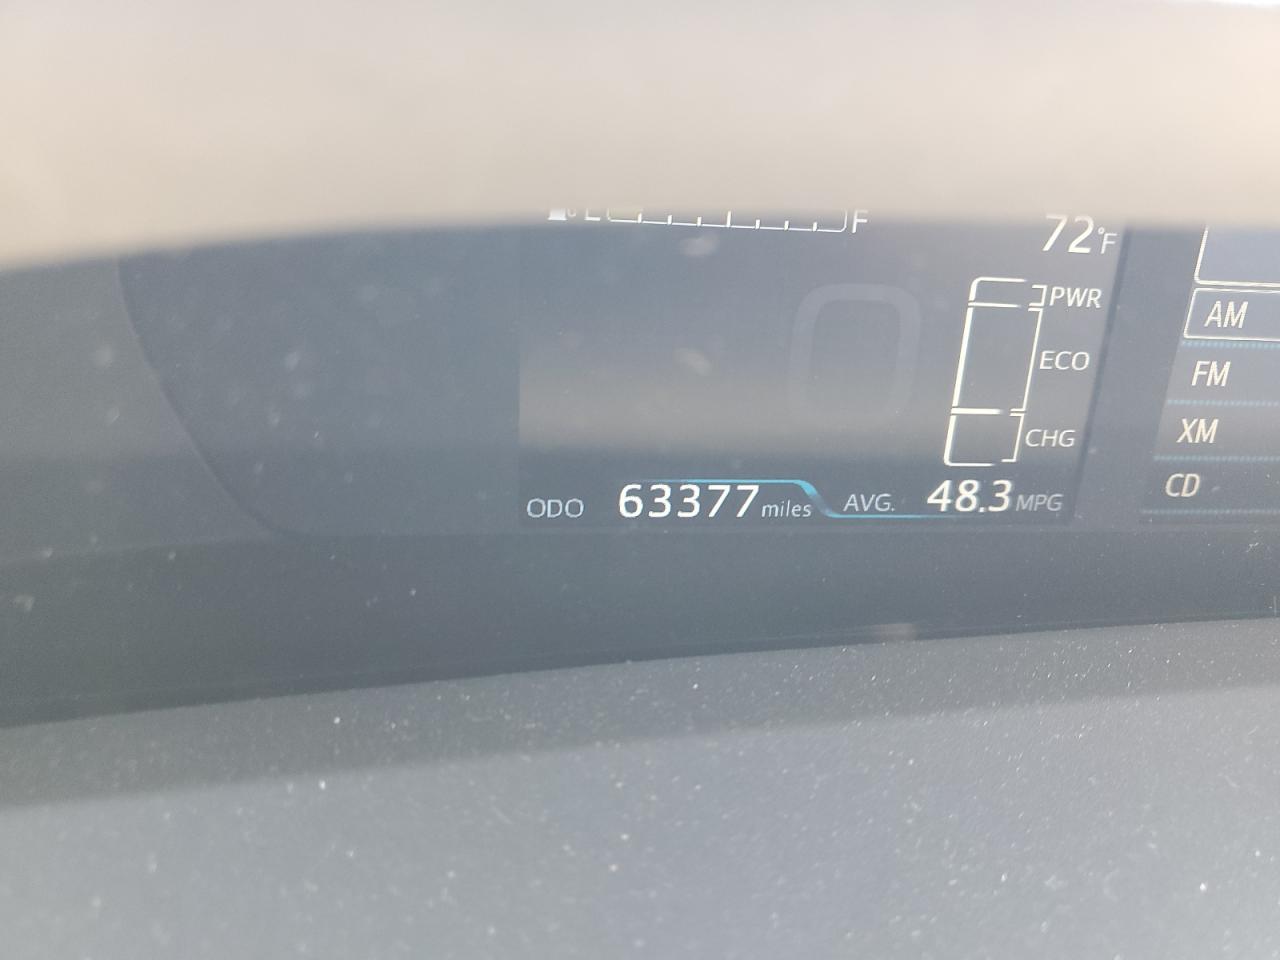 F
72°F
PWR
ECO
CHG
ODO 63377 miles AVG. 48.3 MPG
AM
FM
XM
CD